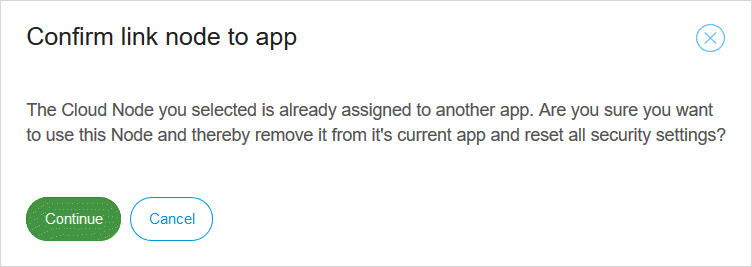 Confirm link node to app
The Cloud Node you selected is already assigned to another app. Are you sure you want
to use this Node and thereby remove it from it's current app and reset all security settings?
Continue
Cancel